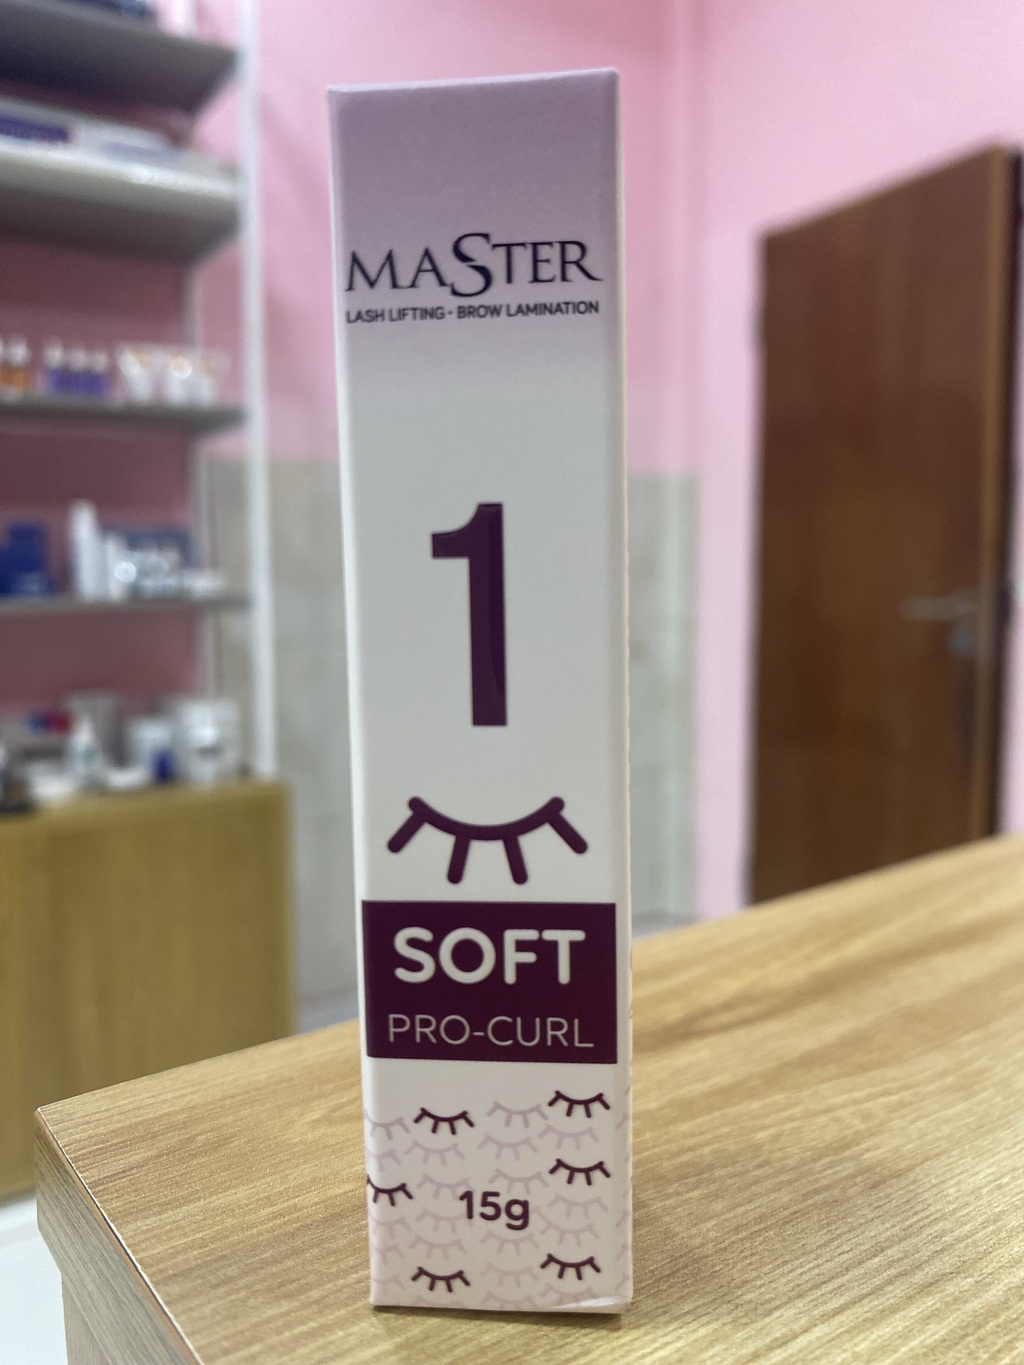 MASTER
LASH LIFTING • BROW LAMINATION
1
SOFT
PRO-CURL
15g